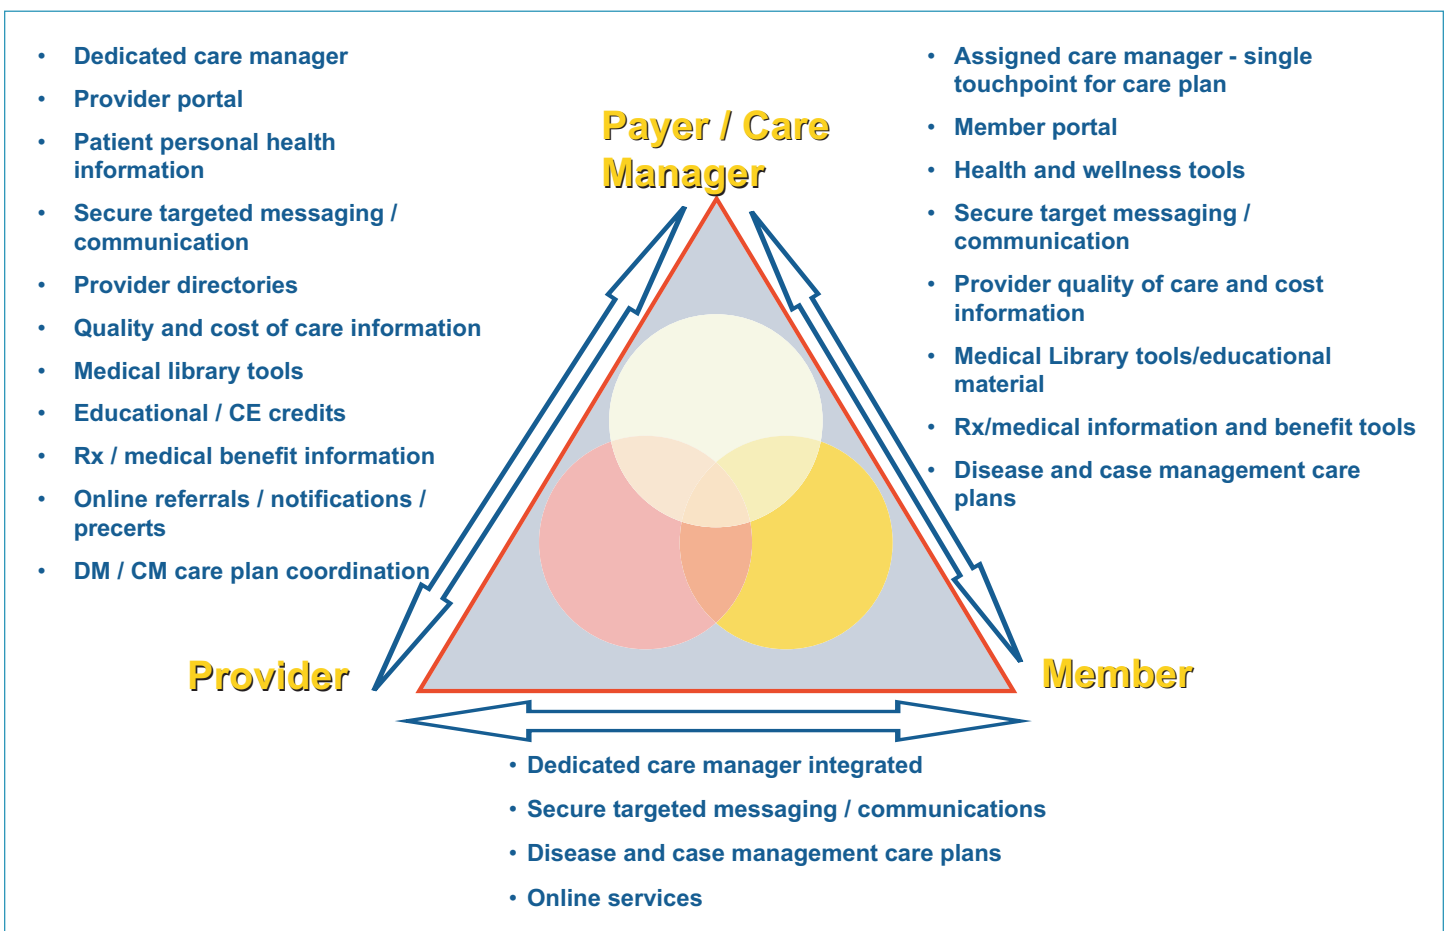 • Dedicated care manager
• Provider portal
• Patient personal health
information
• Secure targeted messaging /
communication
• Provider directories
• Quality and cost of care information
• Medical library tools
• Educational / CE credits
• Rx / medical benefit information
• Online referrals / notifications /
precerts
• DM / CM care plan coordination
Payer / Care
Manager
• Assigned care manager - single
touchpoint for care plan
• Member portal
• Health and wellness tools
• Secure target messaging /
communication
• Provider quality of care and cost
information
• Medical Library tools/educational
material
• Rx/medical information and benefit tools
• Disease and case management care
plans
Provider
Member
• Dedicated care manager integrated
• Secure targeted messaging / communications
• Disease and case management care plans
• Online services